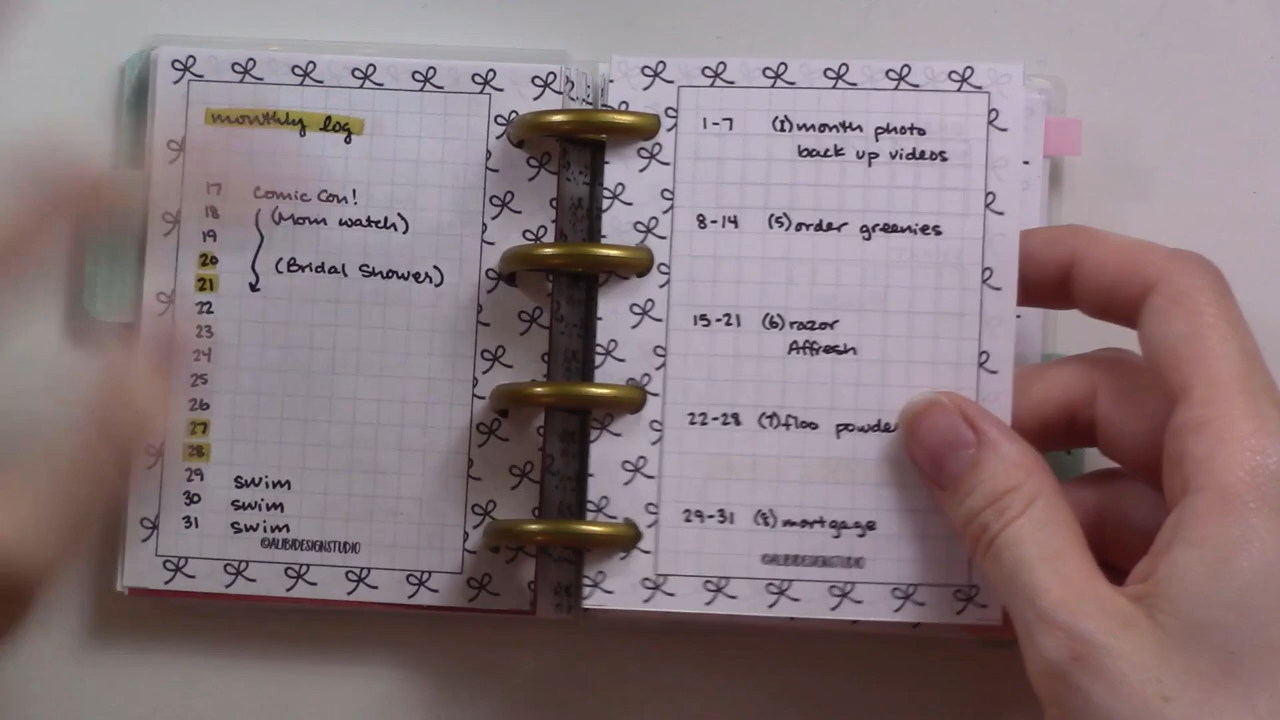 monthly log
17 Comic Con!
18 (Mom watch)
19
20 (Bridal Shower)
21
22
23
24
25
26
27
28
29 swim
30 swim
31 swim
©ALIBIDESIGNSTUDIO
1-7 (1) month photo
back up videos
8-14 (5) order greenies
15-21 (6) razor
Affresh
22-28 (7) floo powde
29-31 (8) mortgage
©ALIBIDESIGNSTUDIO